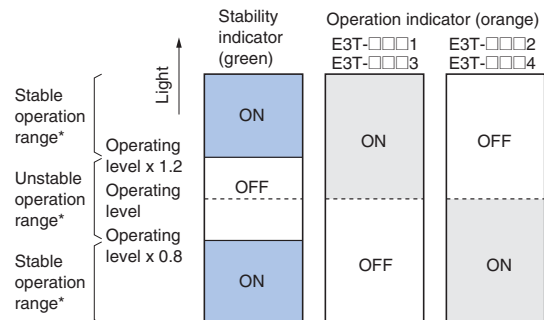 Stability indicator (green)
Operation indicator (orange)
E3T-□□□1
E3T-□□□3
E3T-□□□2
E3T-□□□4
Light
Stable
operation
range*
Operating
level x 1.2
Unstable
operation
range*
Operating
level
Operating
level x 0.8
Stable
operation
range*
ON
OFF
ON
ON
OFF
OFF
ON